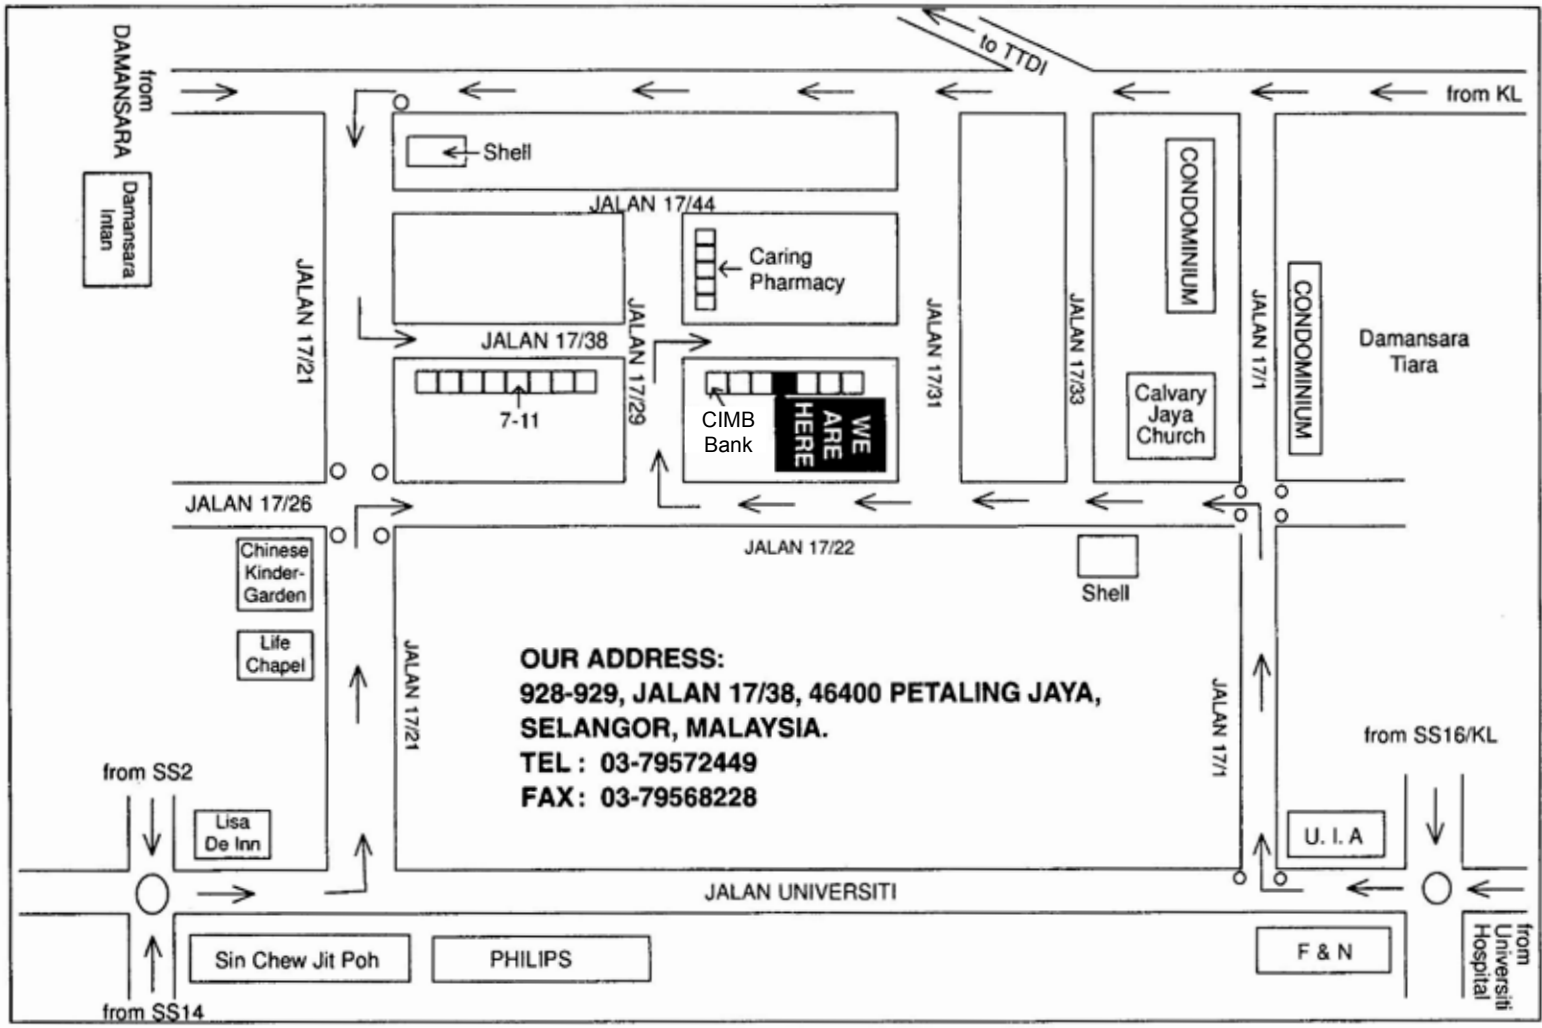 to TTDI
from
DAMANSARA
from KL
Shell
JALAN 17/44
Damansara
Intan
CONDOMINIUM
Caring
Pharmacy
JALAN 17/21
JALAN 17/38
JALAN 17/29
JALAN 17/31
JALAN 17/33
JALAN 17/1
CONDOMINIUM
Damansara
Tiara
7-11
CIMB
Bank
WE
ARE
HERE
Calvary
Jaya
Church
JALAN 17/26
JALAN 17/22
Chinese
Kinder-
Garden
Shell
Life
Chapel
JALAN 17/21
OUR ADDRESS:
928-929, JALAN 17/38, 46400 PETALING JAYA,
SELANGOR, MALAYSIA.
TEL : 03-79572449
FAX : 03-79568228
JALAN 17/1
from SS16/KL
from SS2
Lisa
De Inn
U. I. A
JALAN UNIVERSITI
Sin Chew Jit Poh
PHILIPS
F & N
from
Universiti
Hospital
from SS14